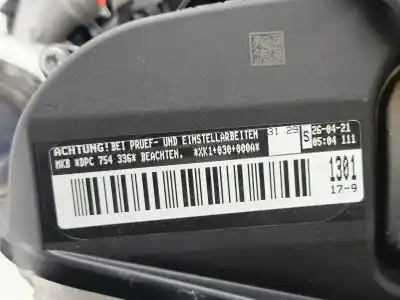 ACHTUNG! BEI PRUEF- UND EINSTELLARBEITEN
MKB *DPC 754 336* BEACHTEN. *XK1+030+000A*
31 29 S 26-04-21
05:04 111
1301
17-9